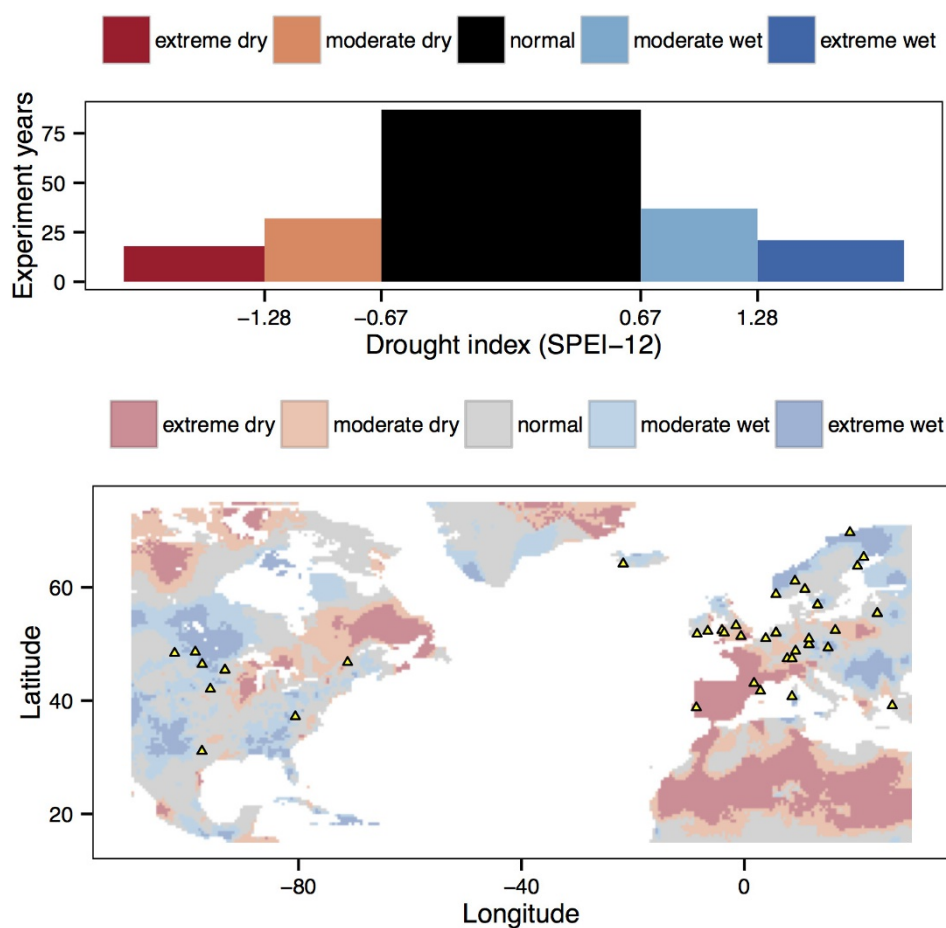 extreme dry moderate dry normal moderate wet extreme wet
75
50
25
0
Experiment years
−1.28 −0.67 0.67 1.28
Drought index (SPEI−12)
extreme dry moderate dry normal moderate wet extreme wet
60
40
20
Latitude
−80 −40 0
Longitude